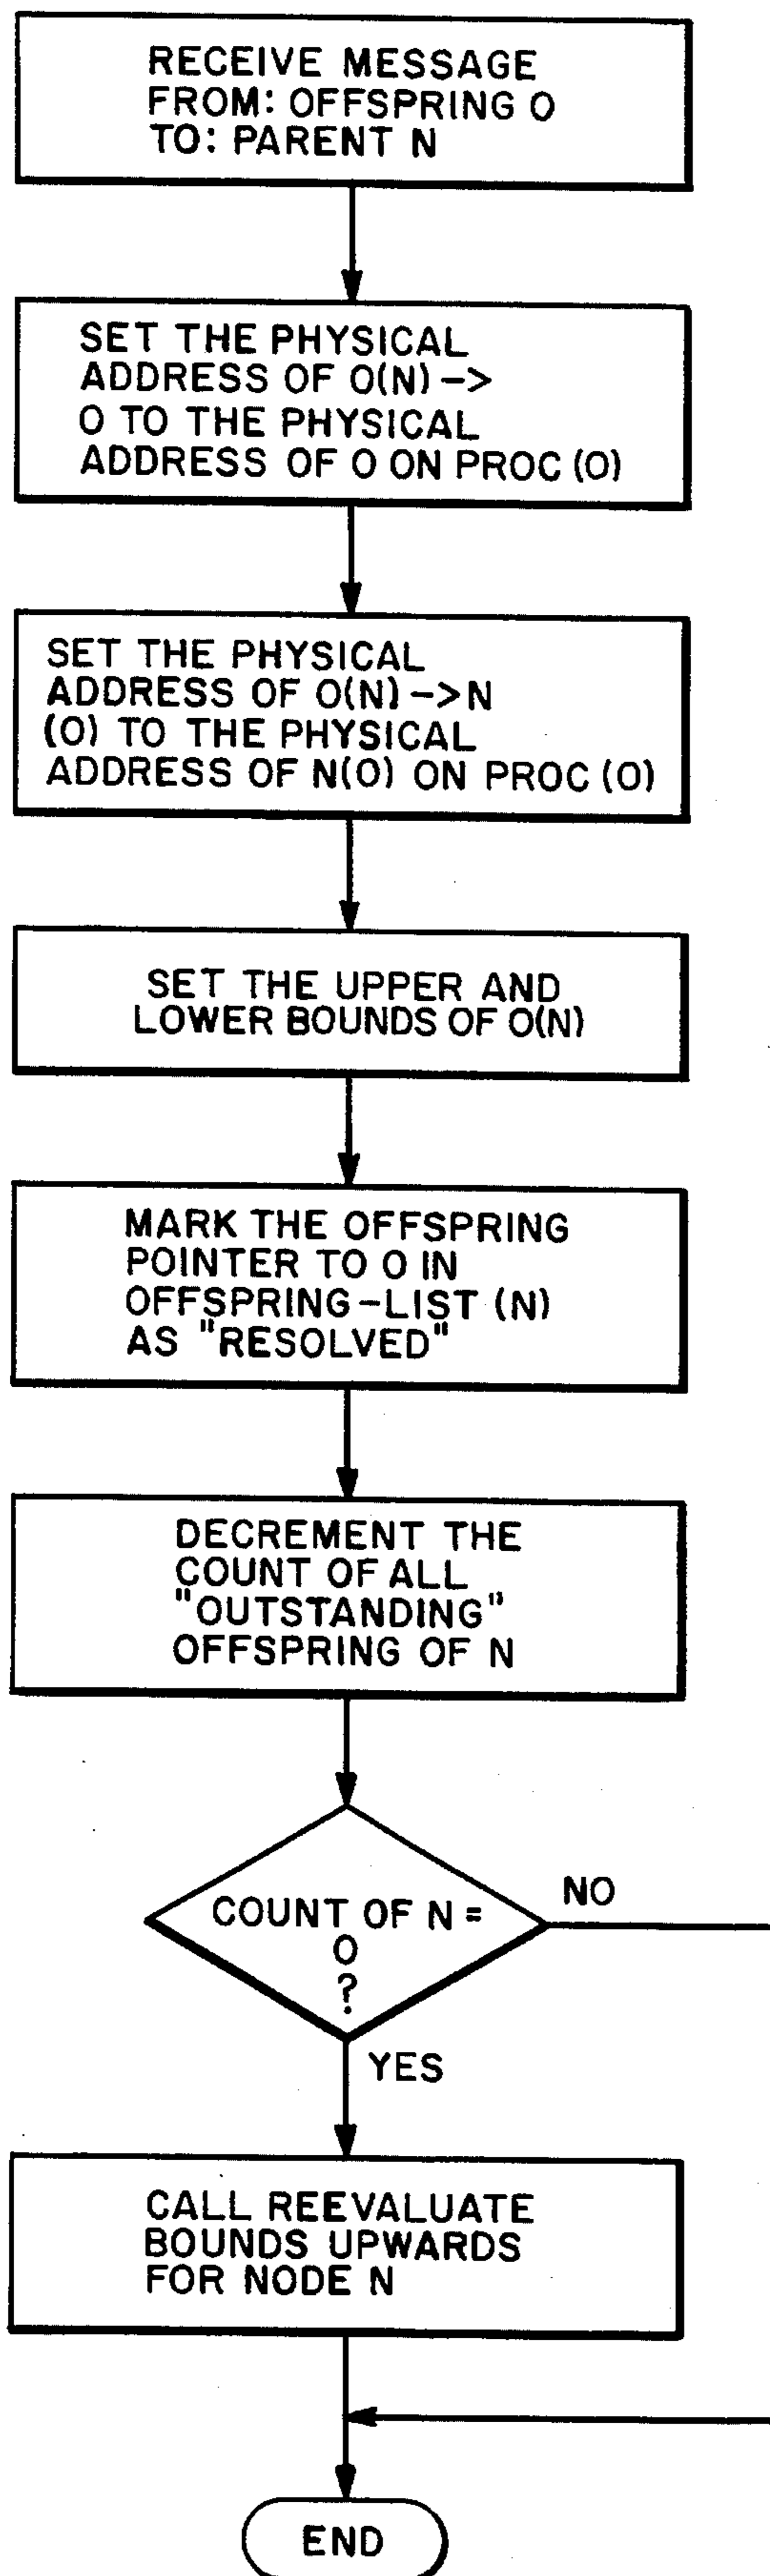 RECEIVE MESSAGE
FROM: OFFSPRING O
TO: PARENT N
SET THE PHYSICAL
ADDRESS OF O(N)->
O TO THE PHYSICAL
ADDRESS OF O ON PROC (O)
SET THE PHYSICAL
ADDRESS OF O(N)->N
(O) TO THE PHYSICAL
ADDRESS OF N(O) ON PROC (O)
SET THE UPPER AND
LOWER BOUNDS OF O(N)
MARK THE OFFSPRING
POINTER TO O IN
OFFSPRING-LIST (N)
AS "RESOLVED"
DECREMENT THE
COUNT OF ALL
"OUTSTANDING"
OFFSPRING OF N
COUNT OF N =
0
?
NO
YES
CALL REEVALUATE
BOUNDS UPWARDS
FOR NODE N
END